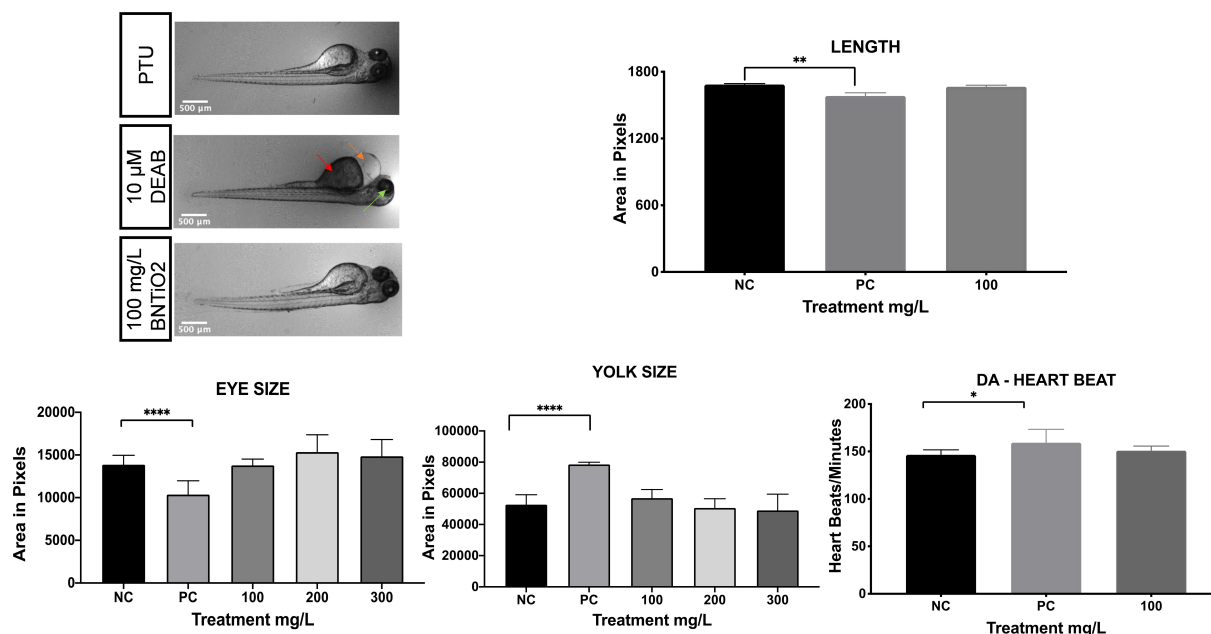 PTU
500 µm
10 µM
DEAB
500 µm
100 mg/L
BNTiO2
500 µm
LENGTH
**
Area in Pixels
1800
1200
600
0
NC PC 100
Treatment mg/L
EYE SIZE
****
Area in Pixels
20000
15000
10000
5000
0
NC PC 100 200 300
Treatment mg/L
YOLK SIZE
****
Area in Pixels
100000
80000
60000
40000
20000
0
NC PC 100 200 300
Treatment mg/L
DA - HEART BEAT
*
Heart Beats/Minutes
200
150
100
50
0
NC PC 100
Treatment mg/L